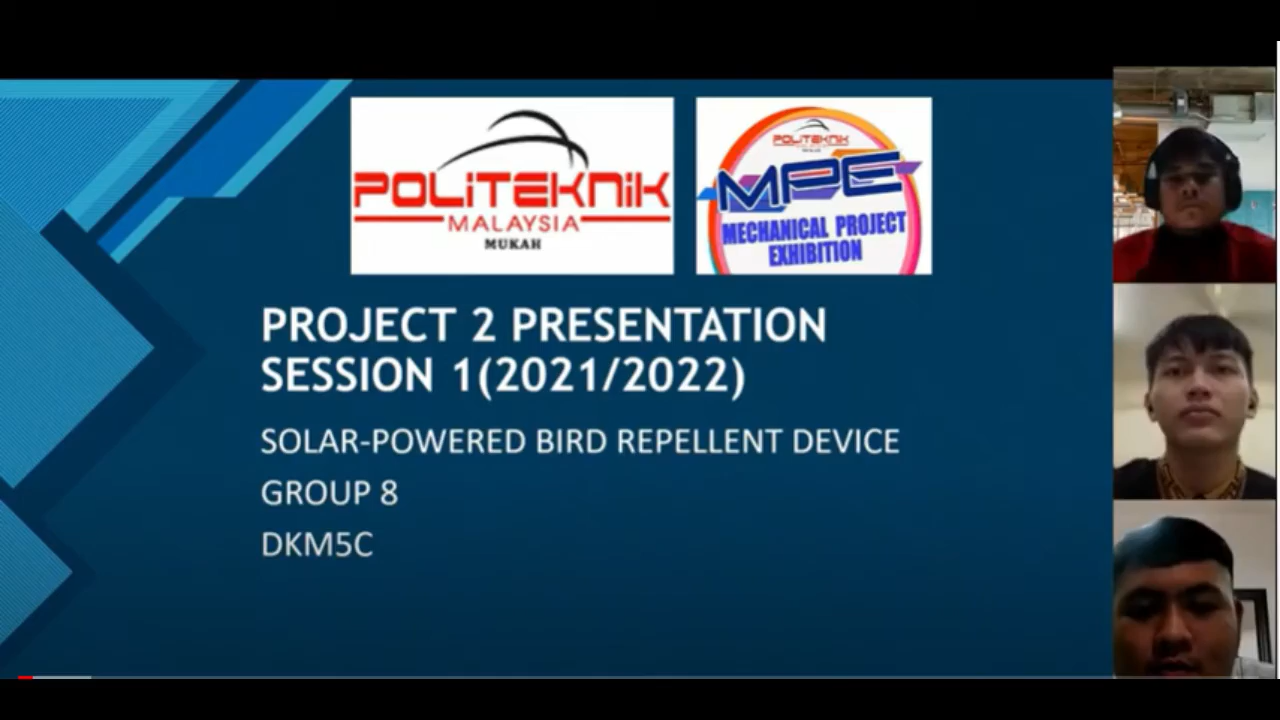 POLiTEKNiK
MALAYSIA
MUKAH
POLiTEKNiK
MPE
MECHANICAL PROJECT
EXHIBITION
PROJECT 2 PRESENTATION
SESSION 1(2021/2022)
SOLAR-POWERED BIRD REPELLENT DEVICE
GROUP 8
DKM5C